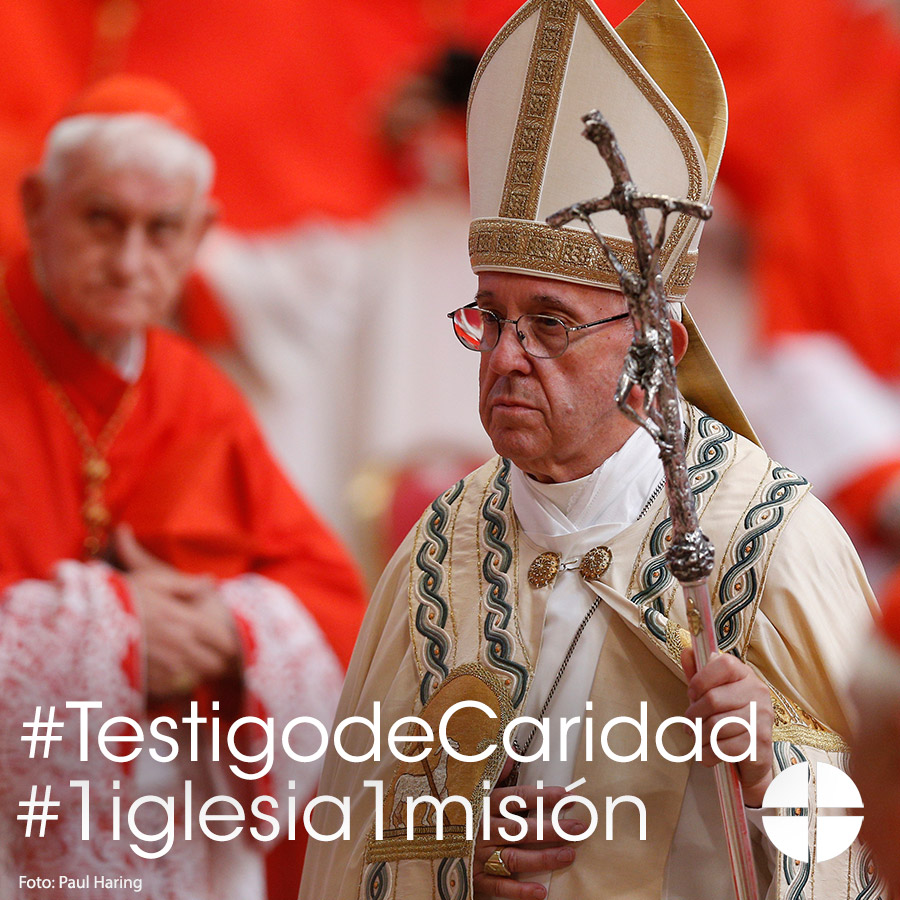 #TestigodeCaridad
#1iglesia1misión
Foto: Paul Haring